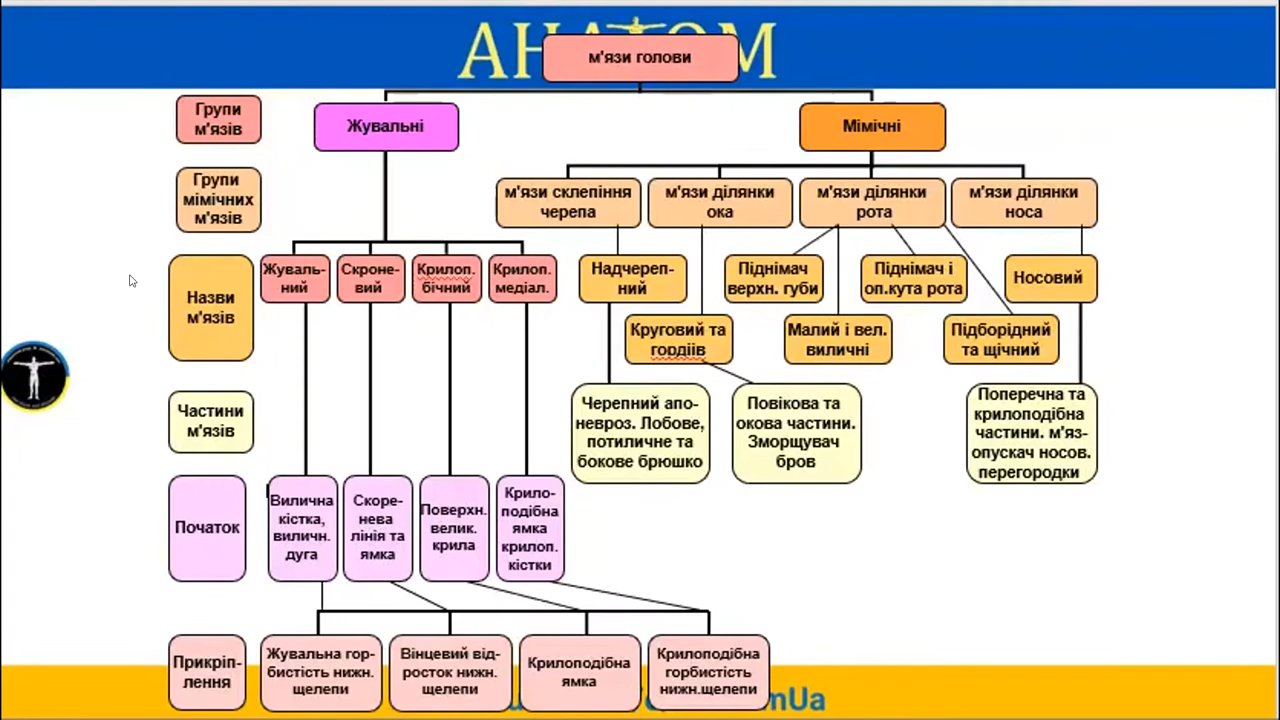 АНАТОМ
м'язи голови
Групи
м'язів
Жувальні
Мімічні
Групи
мімічних
м'язів
м'язи склепіння
черепа
м'язи ділянки
ока
м'язи ділянки
рота
м'язи ділянки
носа
Назви
м'язів
Жуваль-
ний
Скроне-
вий
Крилоп.
бічний
Крилоп.
медіал.
Надчереп-
ний
Піднімач
верхн. губи
Піднімач і
оп.кута рота
Носовий
Круговий та
гордіїв
Малий і вел.
виличні
Підборідний
та щічний
Частини
м'язів
Черепний апо-
невроз. Лобове,
потиличне та
бокове брюшко
Повікова та
окова частини.
Зморщувач
бров
Поперечна та
крилоподібна
частини. м'яз-
опускач носов.
перегородки
Початок
Вилична
кістка,
виличн.
дуга
Скоре-
нева
лінія та
ямка
Поверхн.
велик.
крила
Крило-
подібна
ямка
крилоп.
кістки
Прикріп-
лення
Жувальна гор-
бистість нижн.
щелепи
Вінцевий від-
росток нижн.
щелепи
Крилоподібна
ямка
Крилоподібна
горбистість
нижн.щелепи
mUa